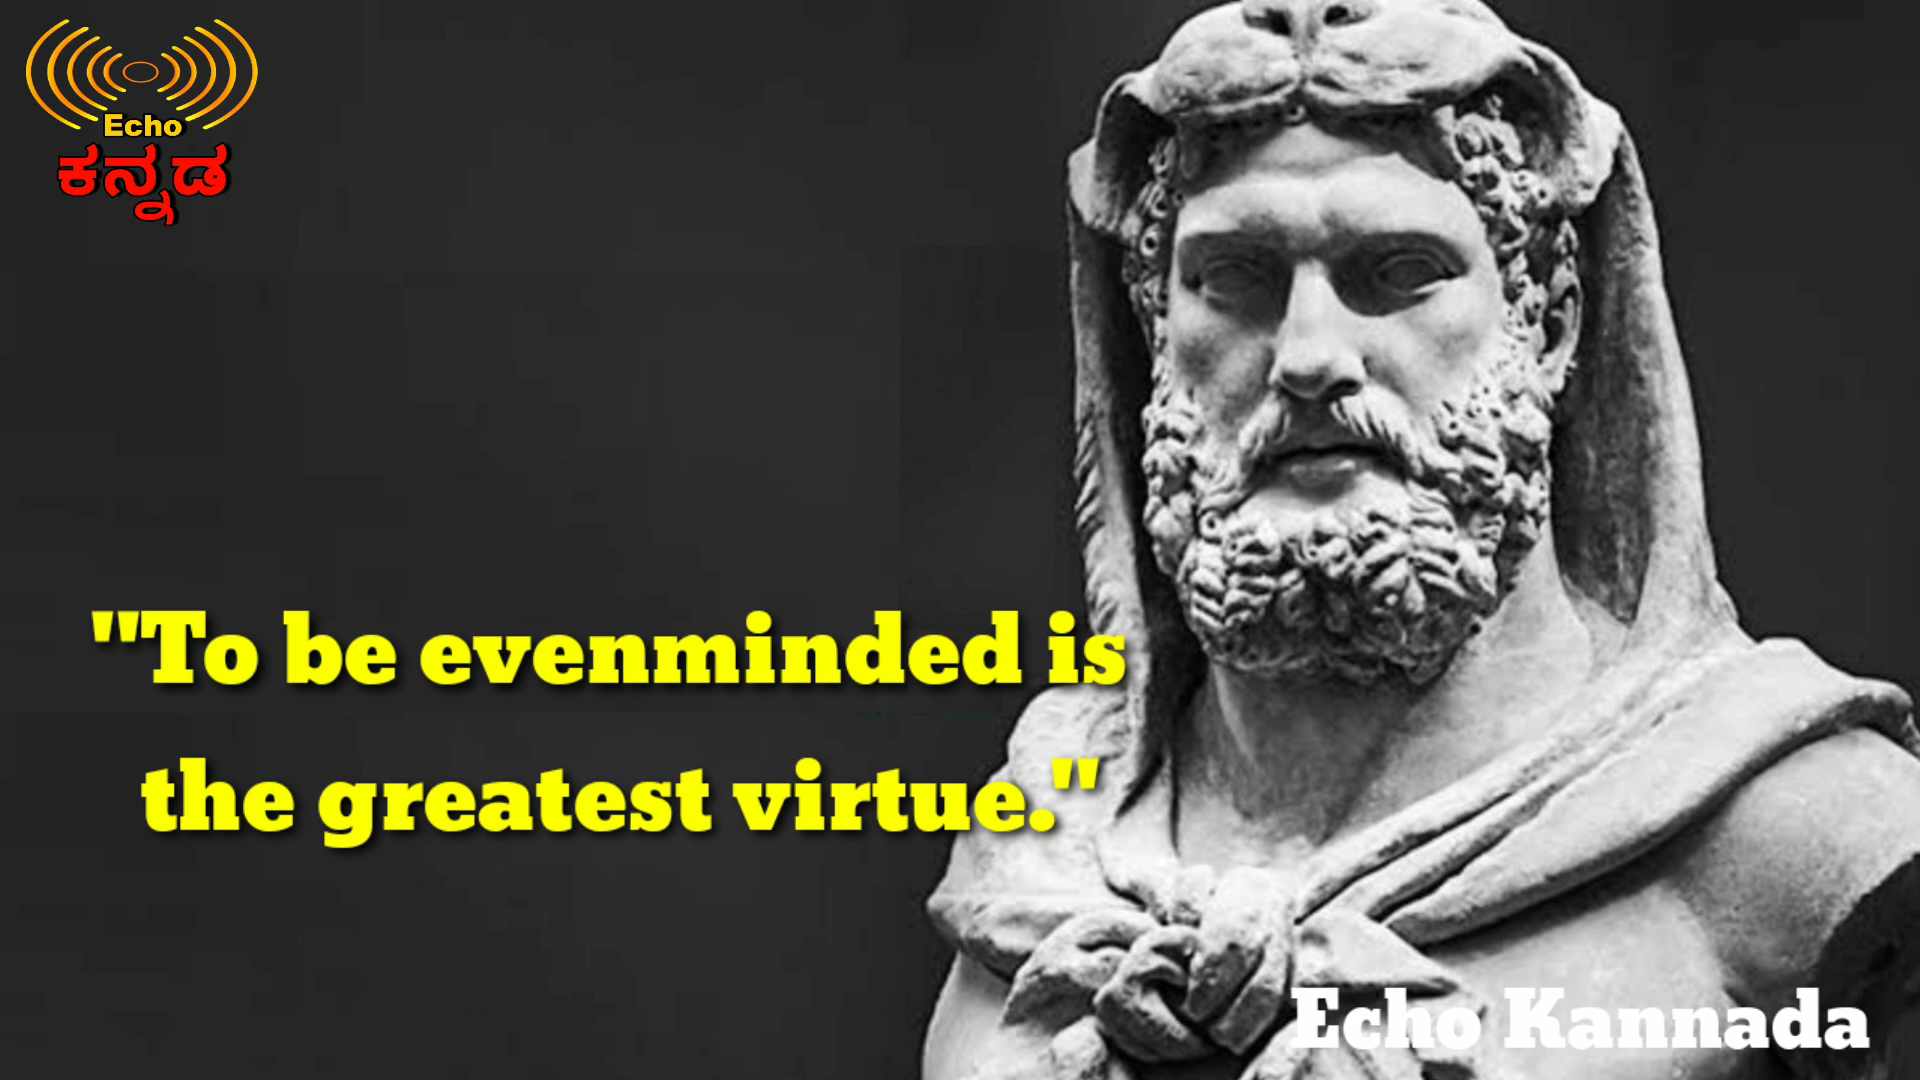 Echo
ಕನ್ನಡ
"To be evenminded is
the greatest virtue."
Echo Kannada